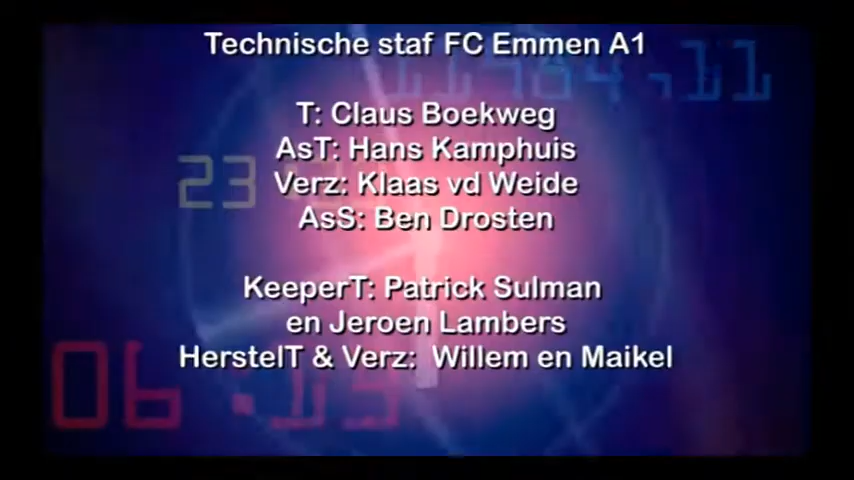 Technische staf FC Emmen A1
T: Claus Boekweg
AsT: Hans Kamphuis
Verz: Klaas vd Weide
AsS: Ben Drosten
KeeperT: Patrick Sulman
en Jeroen Lambers
HerstelT & Verz: Willem en Maikel
23